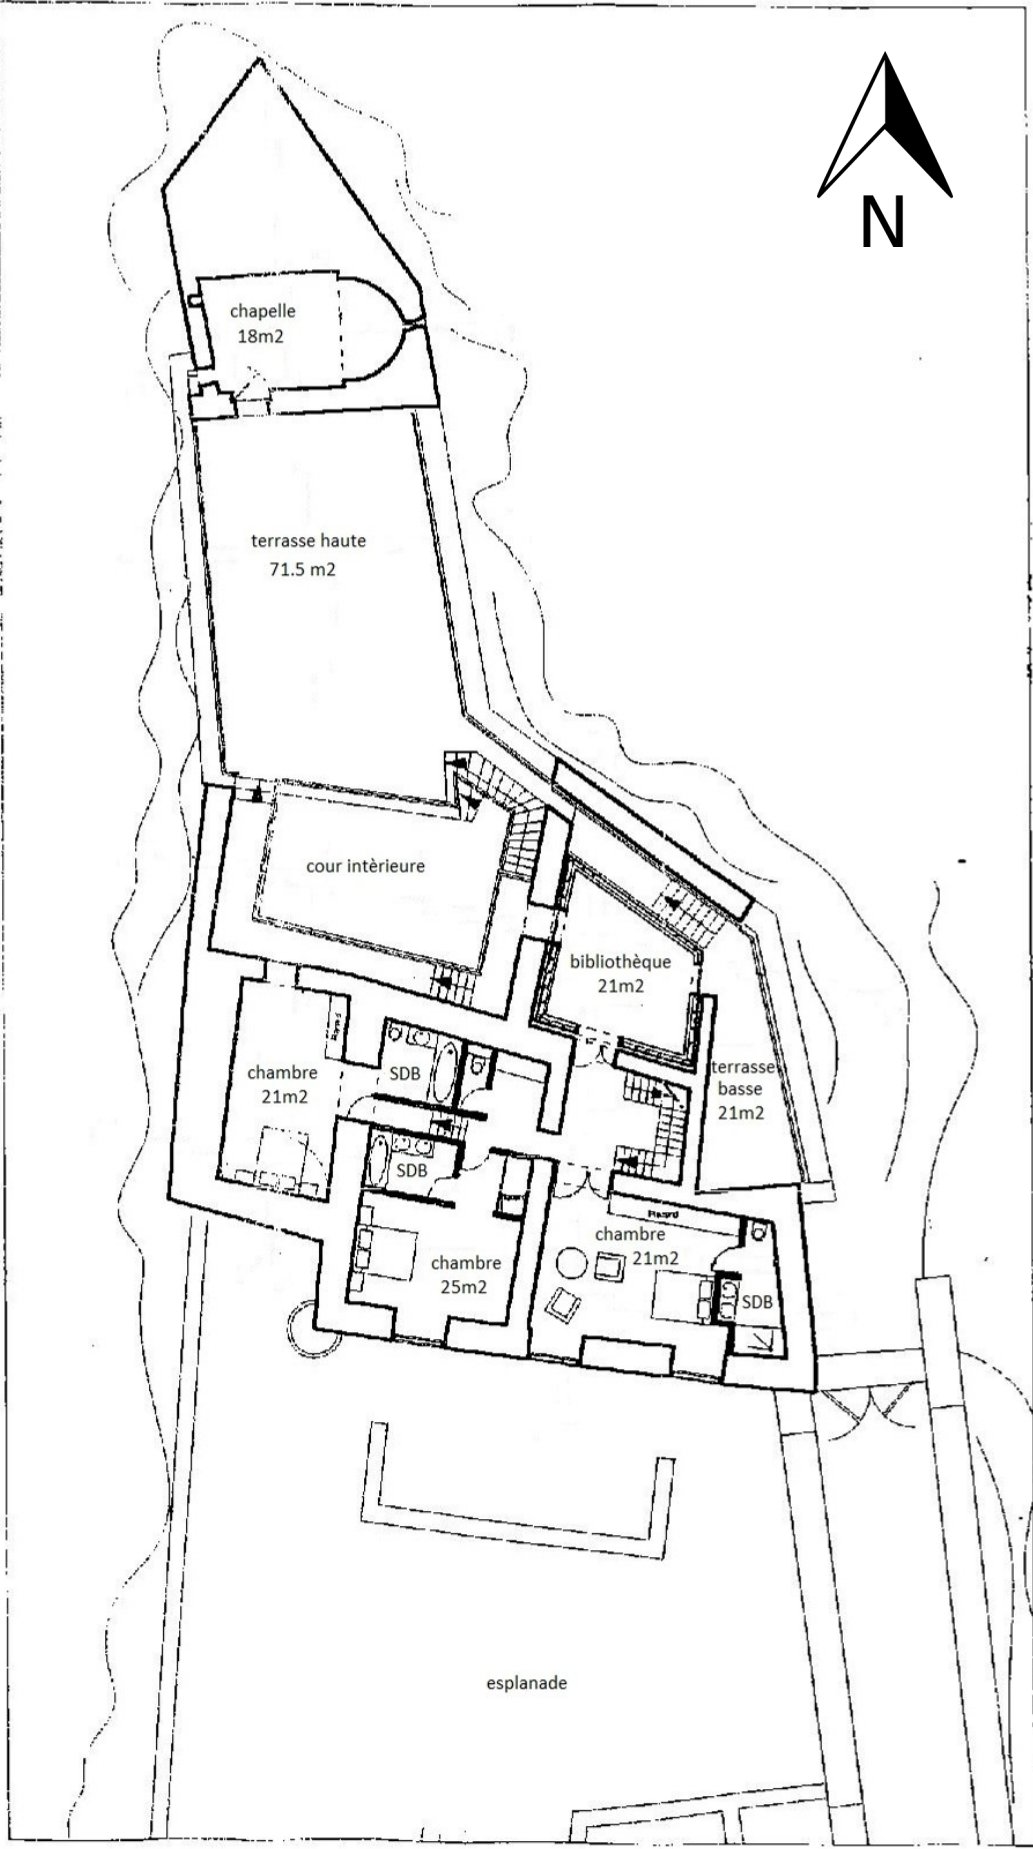 N
chapelle
18m2
terrasse haute
71.5 m2
cour intèrieure
bibliothèque
21m2
chambre
21m2
SDB
terrasse
basse
21m2
SDB
Placard
chambre
21m2
chambre
25m2
SDB
esplanade